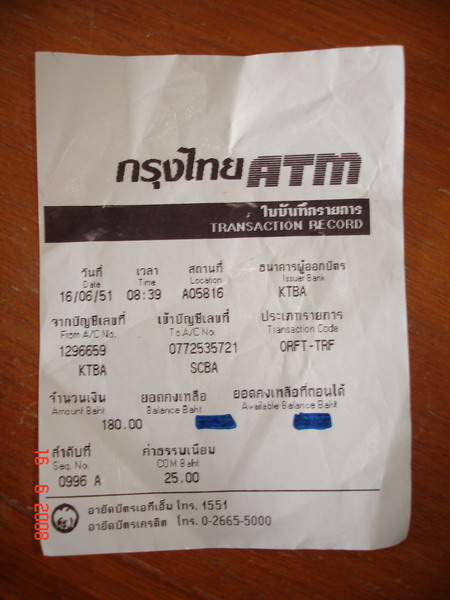 กรุงไทย ATM
ใบบันทึกรายการ
TRANSACTION RECORD
วันที่ เวลา สถานที่ ธนาคารผู้ออกบัตร
Date Time Location Issuer Bank
16/06/51 08:39 A05816 KTBA
จากบัญชีเลขที่ เข้าบัญชีเลขที่ ประเภทรายการ
From A/C No. To A/C No. Transaction Code
1296659 0772535721 ORFT-TRF
KTBA SCBA
จำนวนเงิน ยอดคงเหลือ ยอดคงเหลือที่ถอนได้
Amount Baht Balance Baht Available Balance Baht
180.00
ลำดับที่ ค่าธรรมเนียม
Seq. No. COM Baht
0996 A 25.00
อายัดบัตรเอทีเอ็ม โทร. 1551
อายัดบัตรเครดิต โทร. 0-2665-5000
16 6 2008